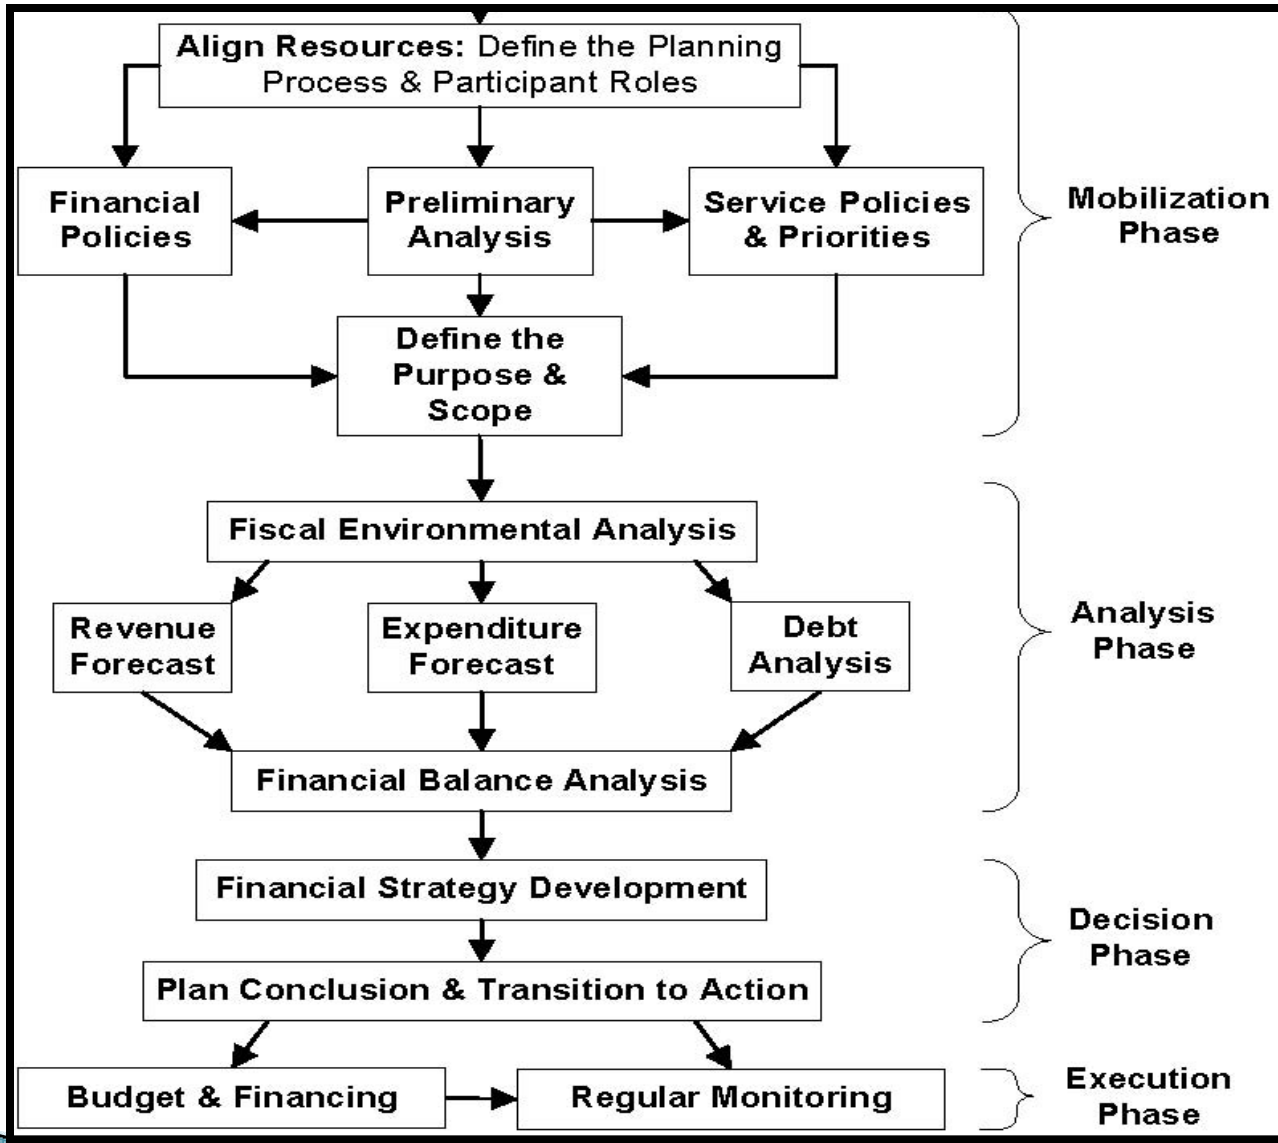 Align Resources: Define the Planning
Process & Participant Roles
Financial
Policies
Preliminary
Analysis
Service Policies
& Priorities
Mobilization
Phase
Define the
Purpose &
Scope
Fiscal Environmental Analysis
Revenue
Forecast
Expenditure
Forecast
Debt
Analysis
Analysis
Phase
Financial Balance Analysis
Financial Strategy Development
Decision
Phase
Plan Conclusion & Transition to Action
Budget & Financing
Regular Monitoring
Execution
Phase